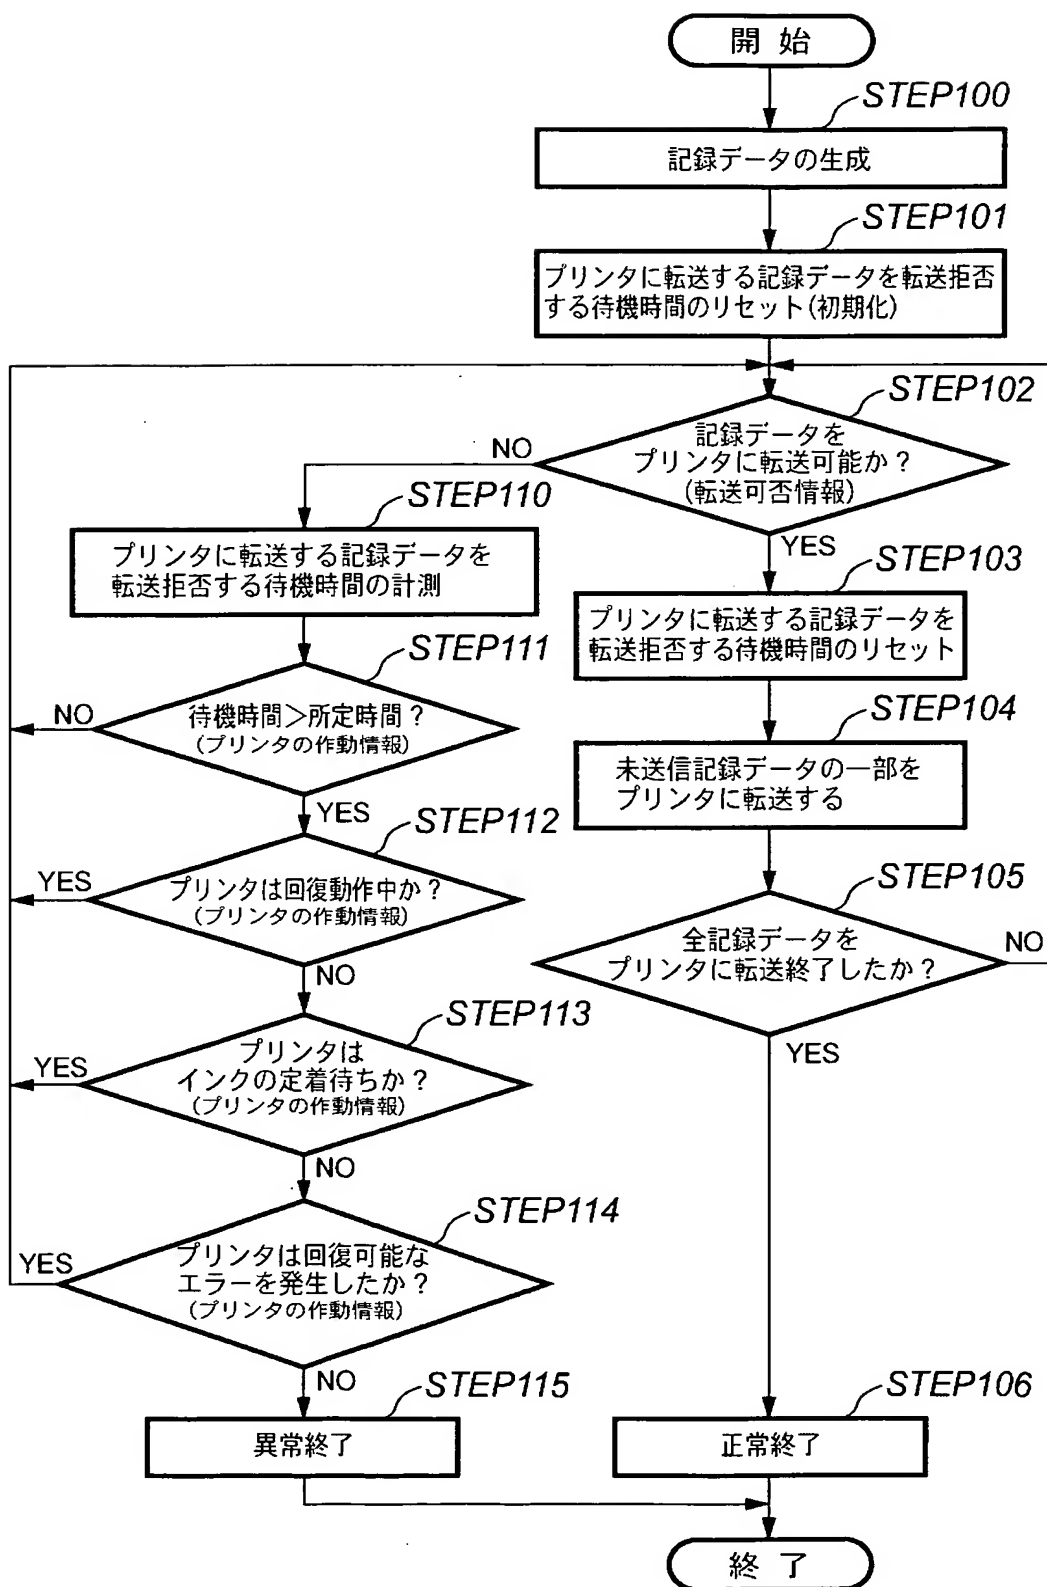 開始
STEP100
記録データの生成
STEP101
プリンタに転送する記録データを転送拒否
する待機時間のリセット(初期化)
STEP102
記録データを
プリンタに転送可能か?
(転送可否情報)
NO
YES
STEP110
プリンタに転送する記録データを
転送拒否する待機時間の計測
STEP103
プリンタに転送する記録データを
転送拒否する待機時間のリセット
STEP111
待機時間>所定時間?
(プリンタの作動情報)
NO
YES
STEP104
未送信記録データの一部を
プリンタに転送する
STEP112
プリンタは回復動作中か?
(プリンタの作動情報)
YES
NO
STEP105
全記録データを
プリンタに転送終了したか?
NO
YES
STEP113
プリンタは
インクの定着待ちか?
(プリンタの作動情報)
YES
NO
STEP114
プリンタは回復可能な
エラーを発生したか?
(プリンタの作動情報)
YES
NO
STEP115
異常終了
STEP106
正常終了
終了